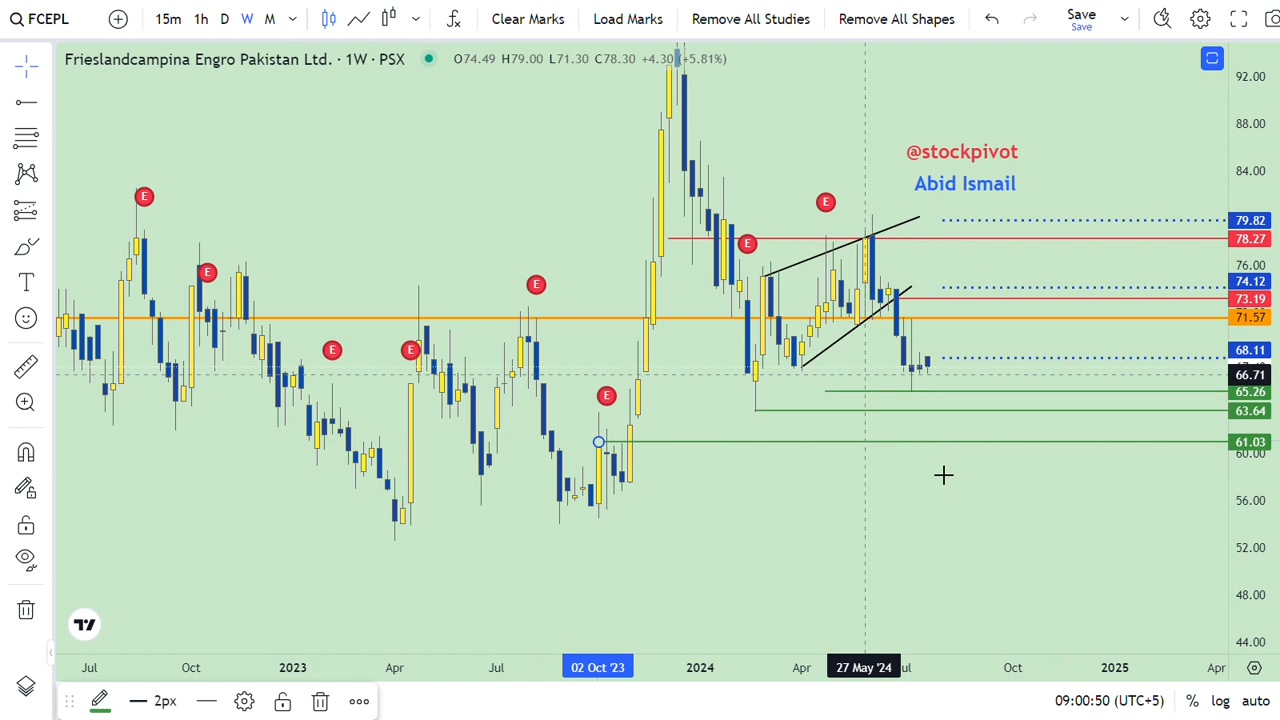 FCEPL 15m 1h D W M Clear Marks Load Marks Remove All Studies Remove All Shapes Save
Save
Frieslandcampina Engro Pakistan Ltd. · 1W · PSX O74.49 H79.00 L71.30 C78.30 +4.30 (+5.81%)
92.00
88.00
84.00
@stockpivot
Abid Ismail
E
E
E
E
E
E
E
E
79.82
78.27
76.00
74.12
73.19
71.57
68.11
66.71
65.26
63.64
61.03
60.00
56.00
52.00
48.00
44.00
Jul Oct 2023 Apr Jul 02 Oct '23 2024 Apr 27 May '24 ul Oct 2025 Apr
2px 09:00:50 (UTC+5) % log auto